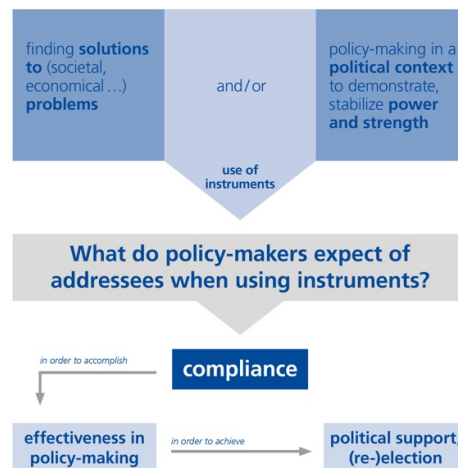 finding solutions
to (societal,
economical ...)
problems
and/or
policy-making in a
political context
to demonstrate,
stabilize power
and strength
use of
instruments
What do policy-makers expect of
addressees when using instruments?
in order to accomplish
compliance
effectiveness in
policy-making
in order to achieve
political support,
(re-)election